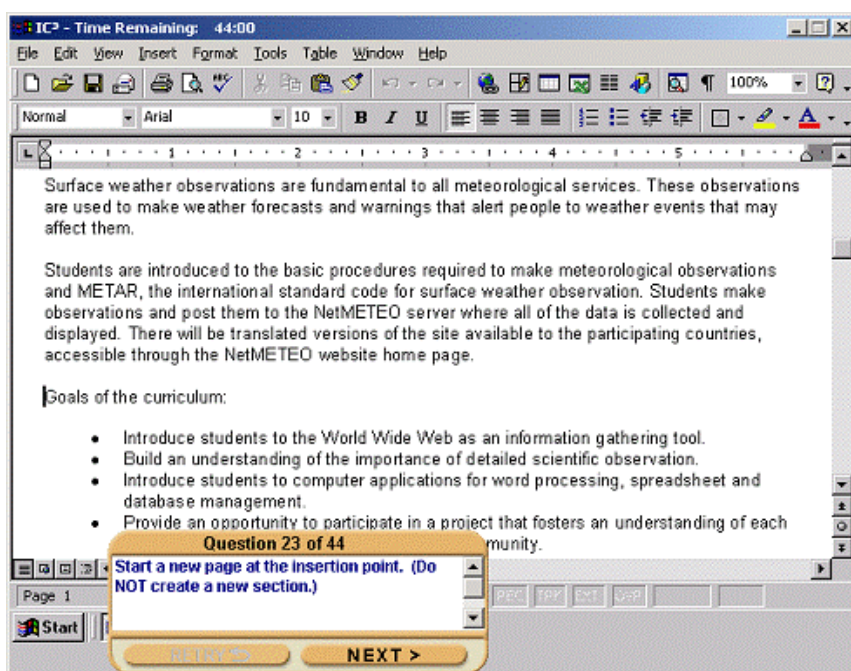 IC³ - Time Remaining: 44:00
File Edit View Insert Format Tools Table Window Help
100%
Normal Arial 10 B I U A
1 2 3 4 5
Surface weather observations are fundamental to all meteorological services. These observations
are used to make weather forecasts and warnings that alert people to weather events that may
affect them.
Students are introduced to the basic procedures required to make meteorological observations
and METAR, the international standard code for surface weather observation. Students make
observations and post them to the NetMETEO server where all of the data is collected and
displayed. There will be translated versions of the site available to the participating countries,
accessible through the NetMETEO website home page.
Goals of the curriculum:
• Introduce students to the World Wide Web as an information gathering tool.
• Build an understanding of the importance of detailed scientific observation.
• Introduce students to computer applications for word processing, spreadsheet and
database management.
• Provide an opportunity to participate in a project that fosters an understanding of each
munity.
Question 23 of 44
Start a new page at the insertion point. (Do
NOT create a new section.)
Page 1 REC TRK EXT OVR
Start
RETRY NEXT >